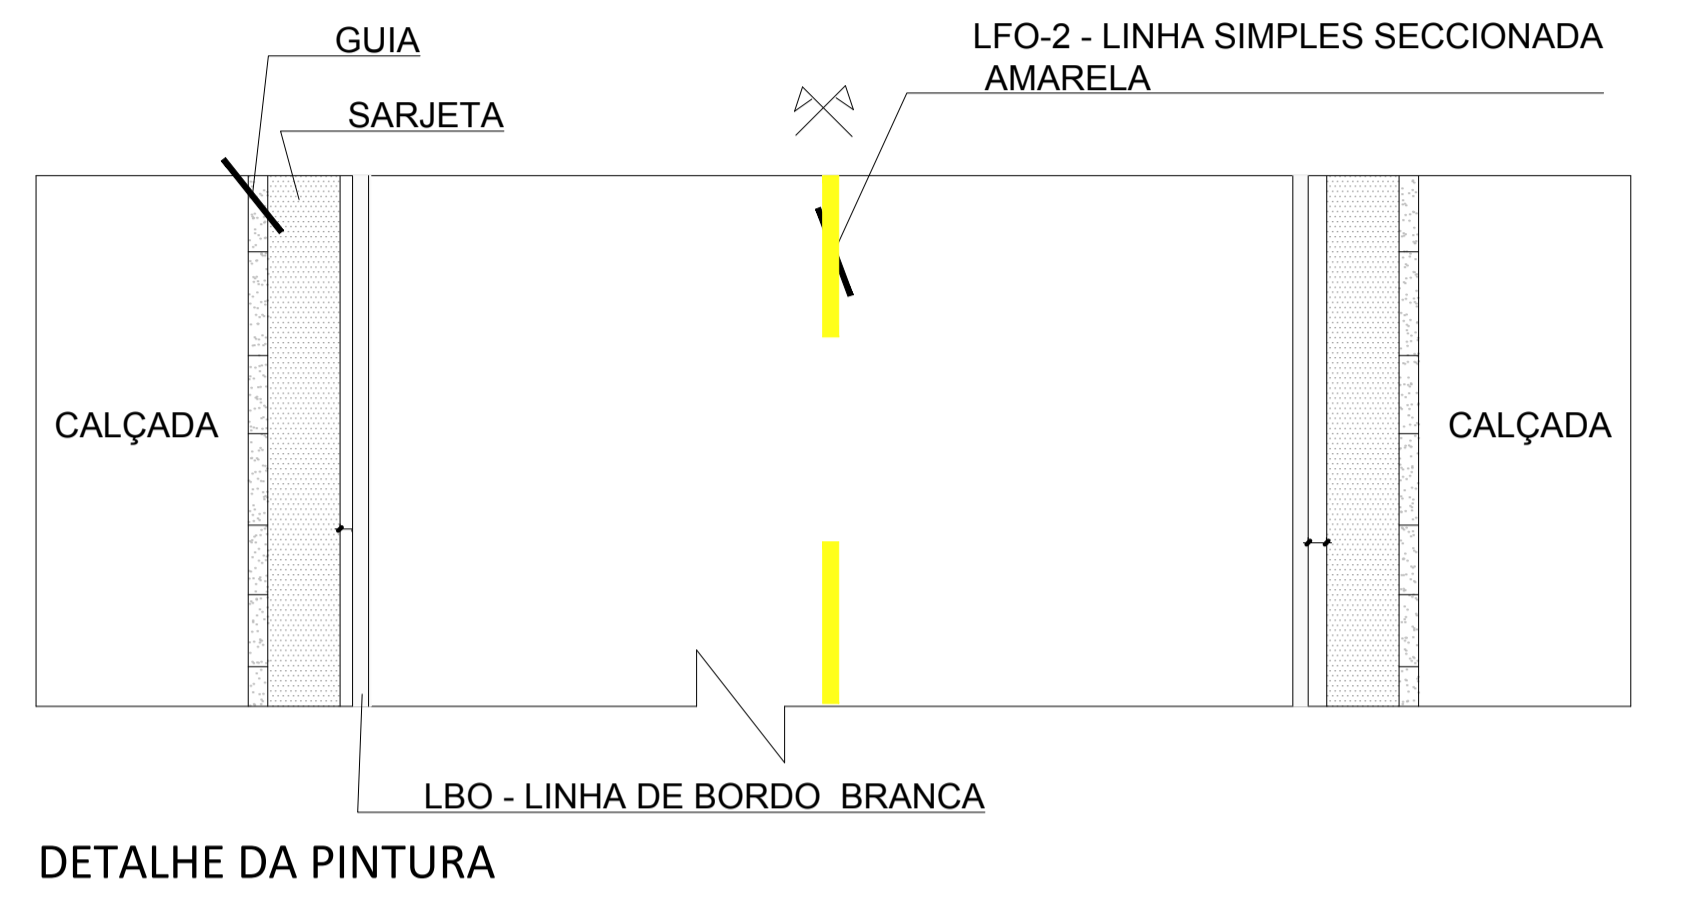 GUIA
LFO-2 - LINHA SIMPLES SECCIONADA
AMARELA
SARJETA
CALÇADA
CALÇADA
LBO - LINHA DE BORDO  BRANCA
DETALHE DA PINTURA